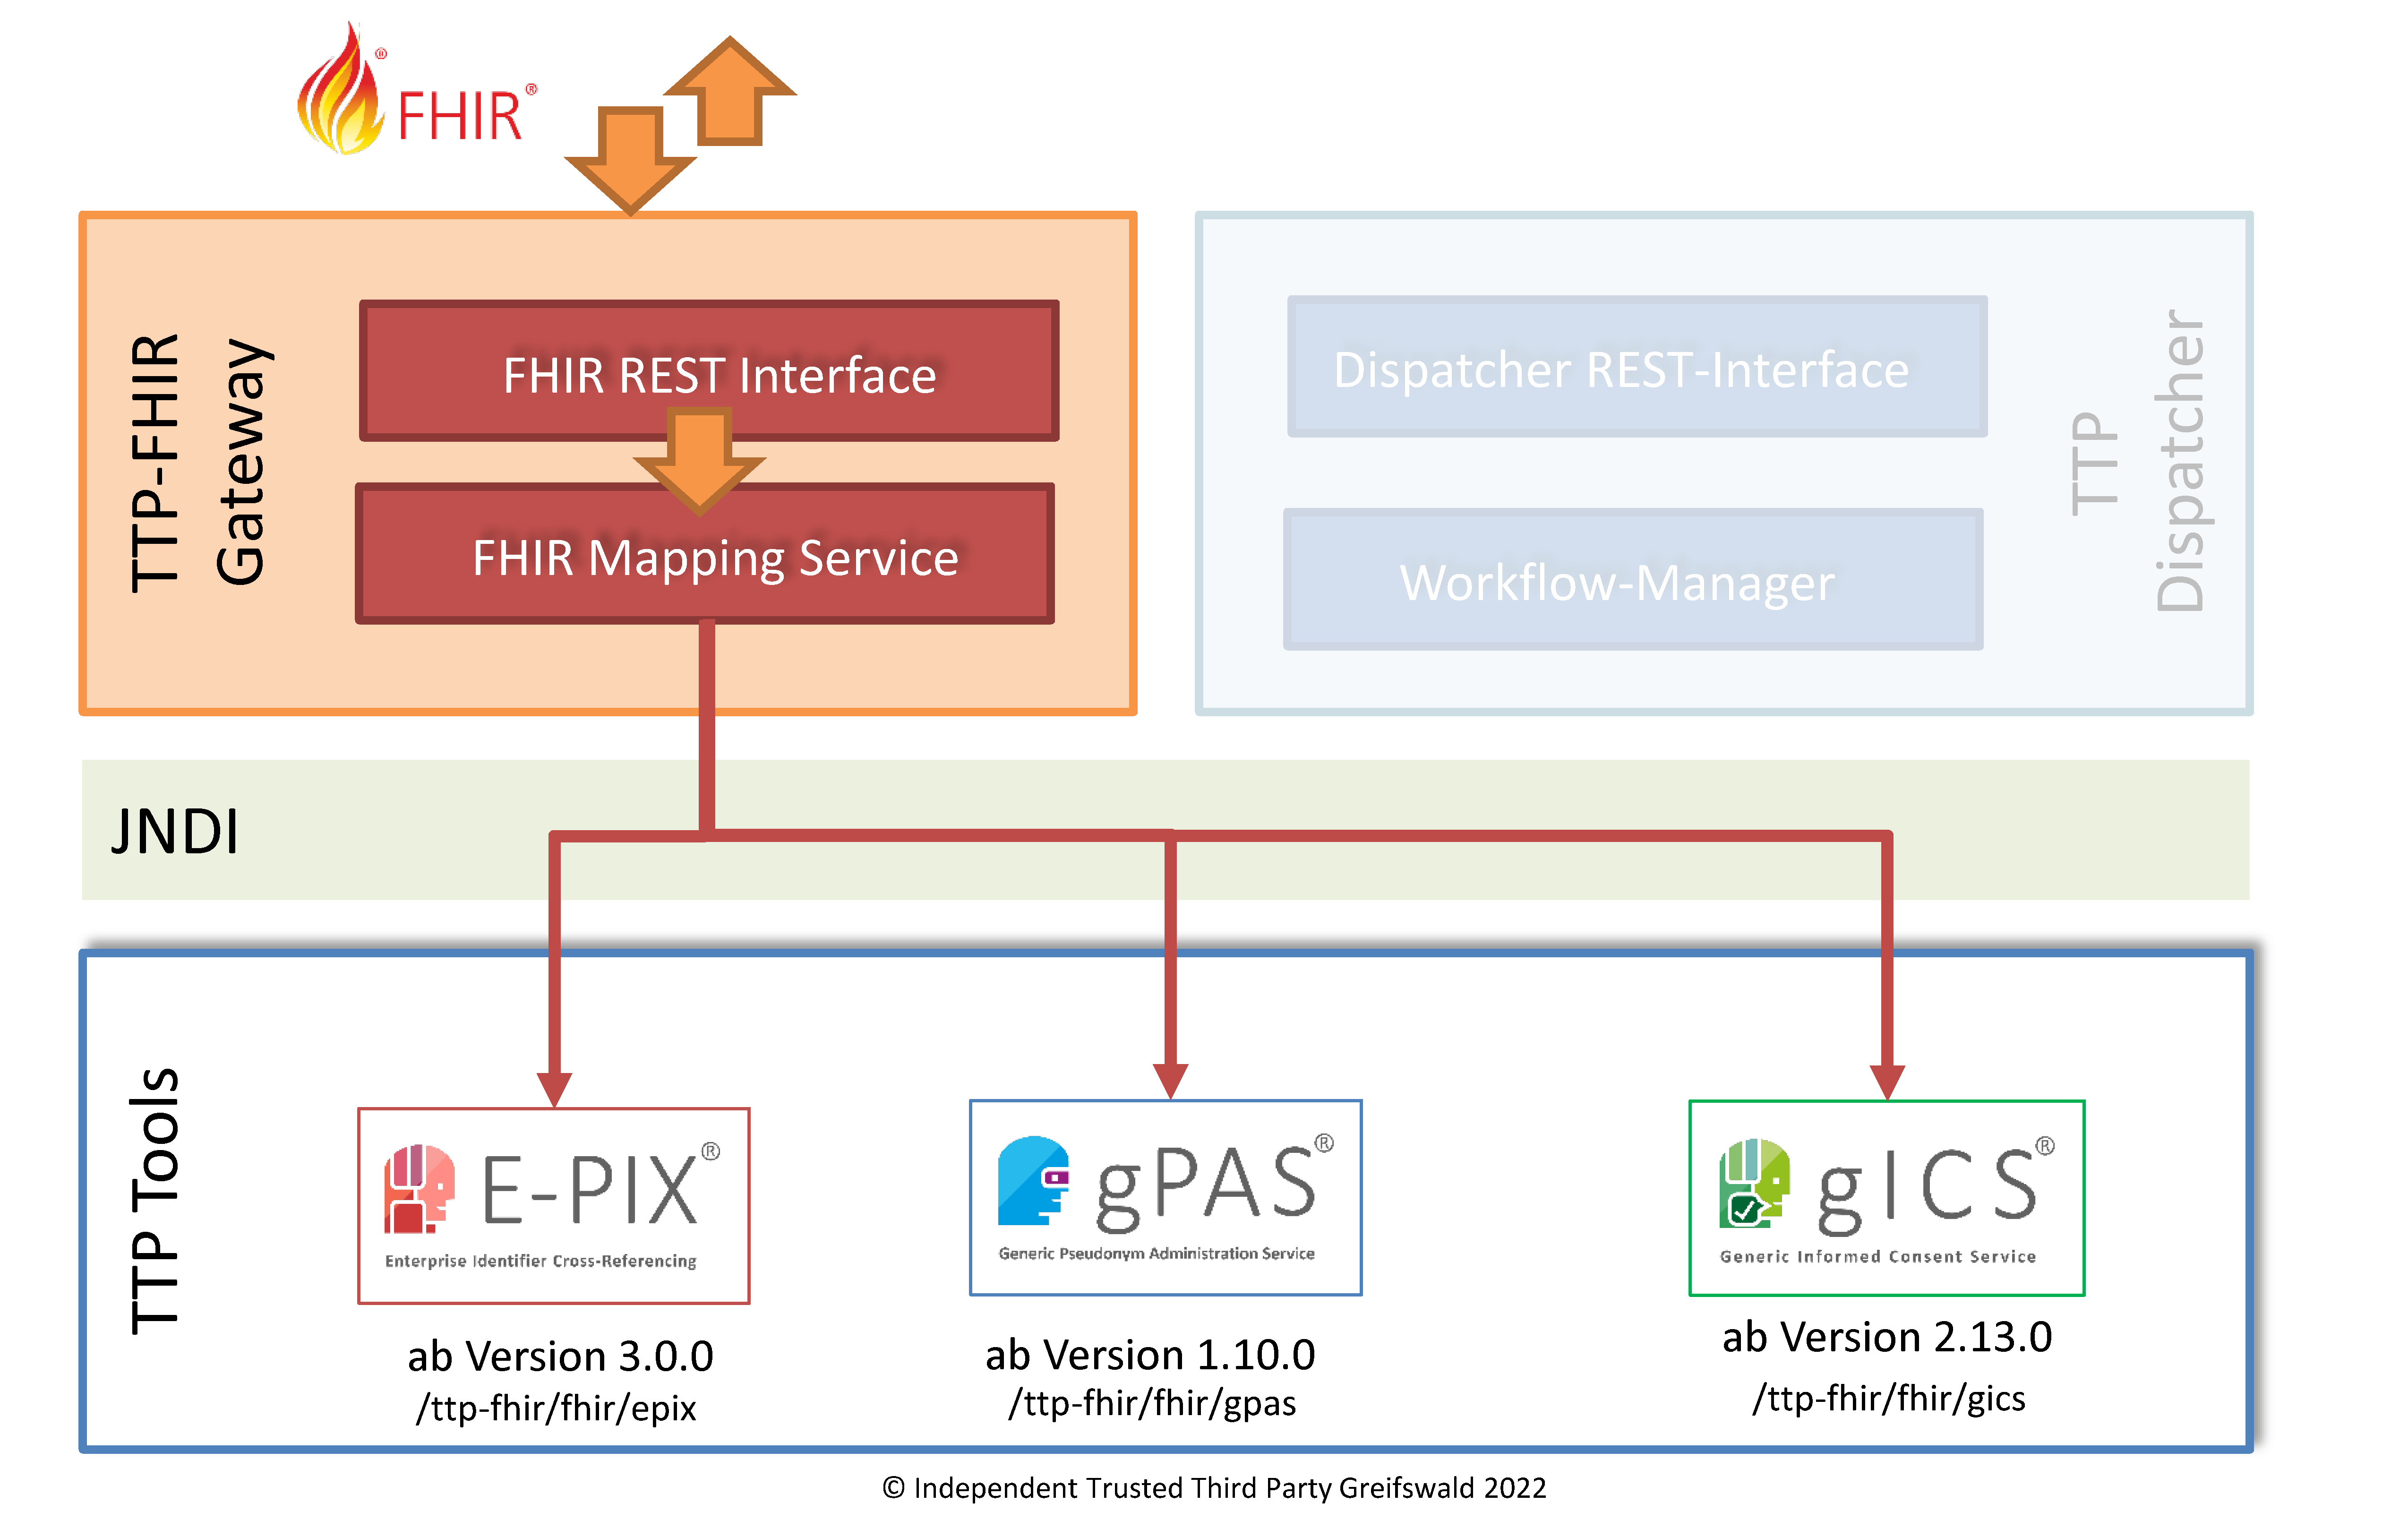 FHIR®
TTP-FHIR
Gateway
FHIR REST Interface
FHIR Mapping Service
Dispatcher REST-Interface
Workflow-Manager
TTP
Dispatcher
JNDI
TTP Tools
E-PIX®
Enterprise Identifier Cross-Referencing
ab Version 3.0.0
/ttp-fhir/fhir/epix
gPAS®
Generic Pseudonym Administration Service
ab Version 1.10.0
/ttp-fhir/fhir/gpas
gICS®
Generic Informed Consent Service
ab Version 2.13.0
/ttp-fhir/fhir/gics
© Independent Trusted Third Party Greifswald 2022